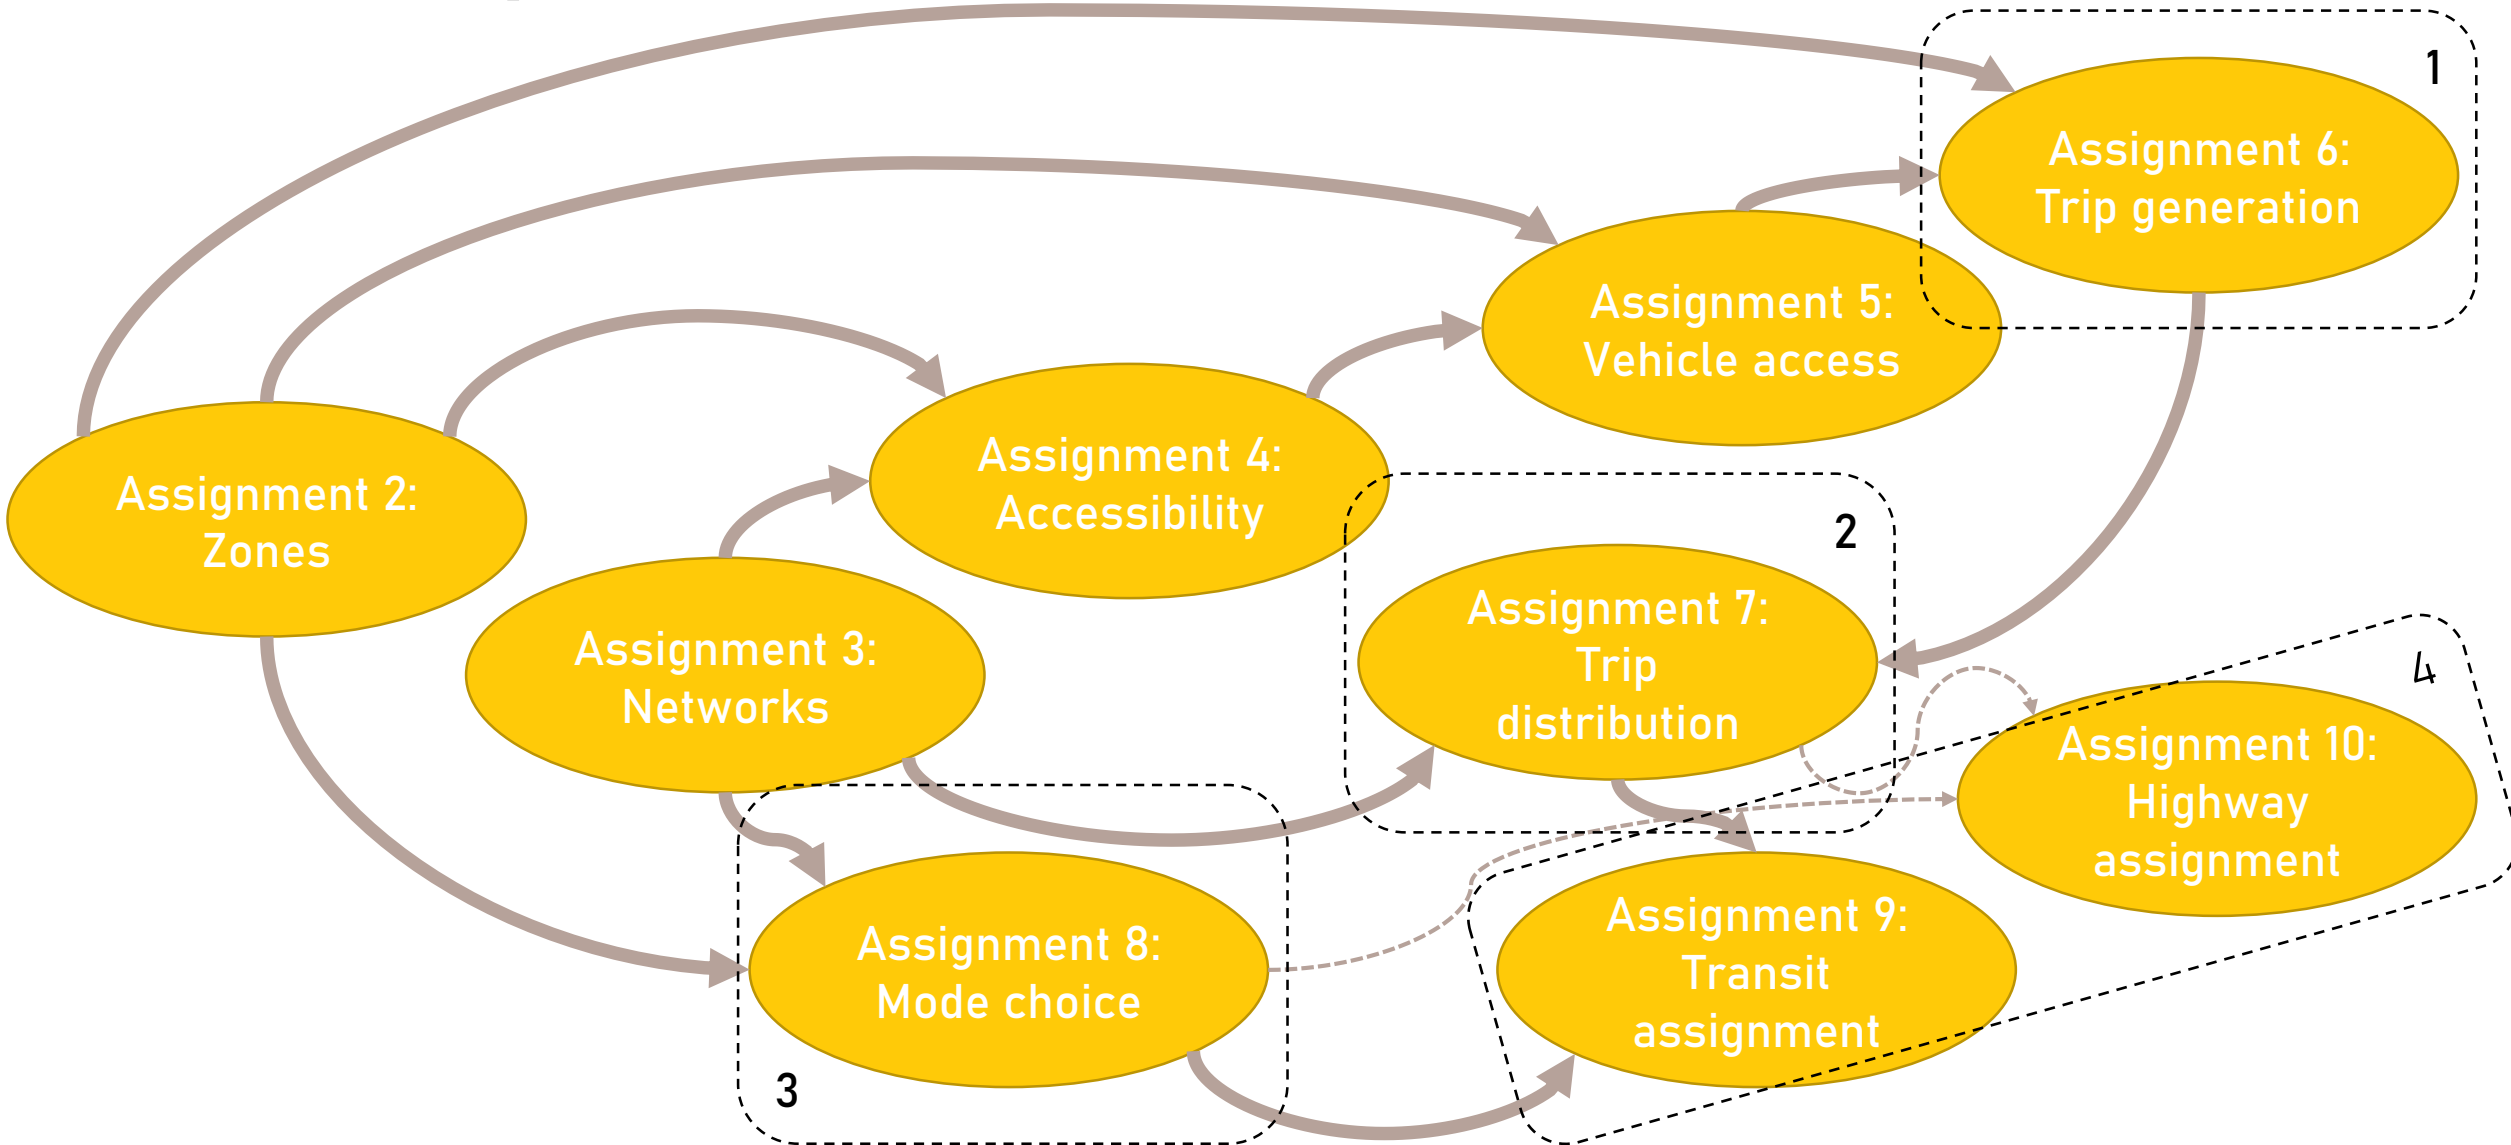 1
Assignment 6:
Trip generation
Assignment 5:
Vehicle access
Assignment 4:
Accessibility
Assignment 2:
Zones
2
Assignment 7:
Trip
distribution
Assignment 3:
Networks
4
Assignment 10:
Highway
assignment
Assignment 9:
Transit
assignment
Assignment 8:
Mode choice
3